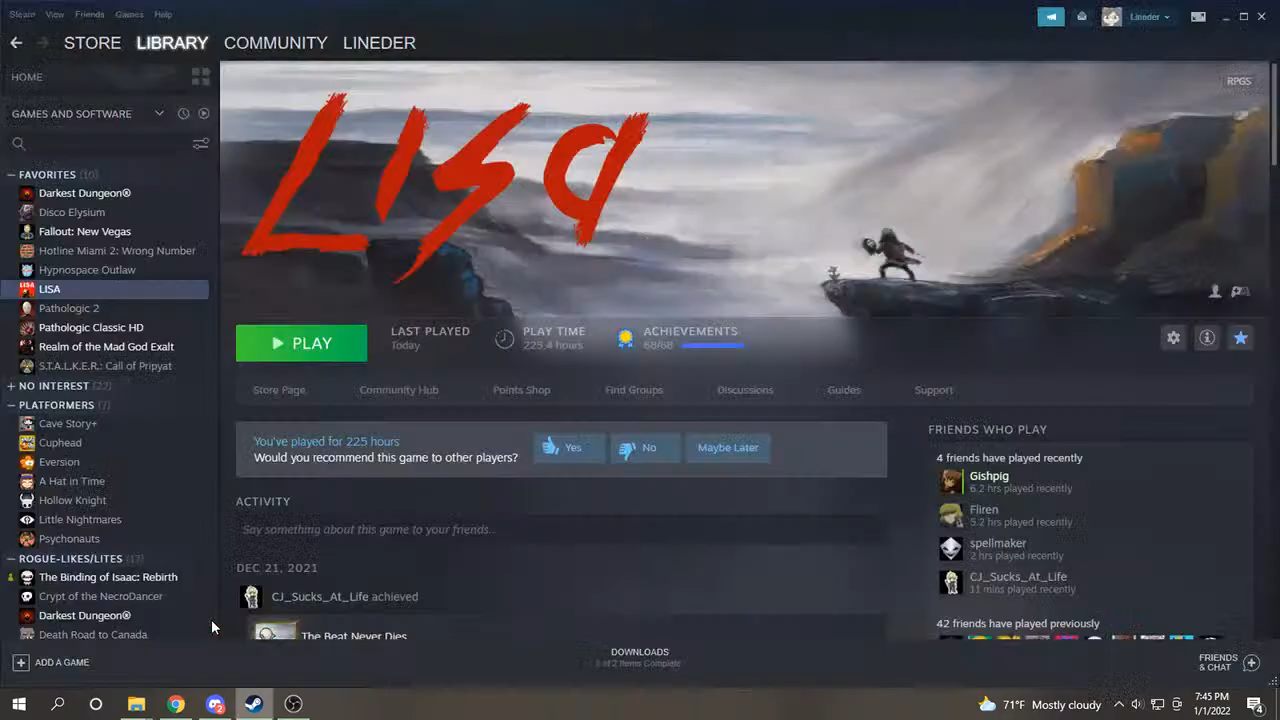 Steam View Friends Games Help
Lineder
STORE LIBRARY COMMUNITY LINEDER
HOME
RPGS
GAMES AND SOFTWARE
LISA
FAVORITES (10)
Darkest Dungeon®
Disco Elysium
Fallout: New Vegas
Hotline Miami 2: Wrong Number
Hypnospace Outlaw
LISA
Pathologic 2
Pathologic Classic HD
Realm of the Mad God Exalt
S.T.A.L.K.E.R.: Call of Pripyat
NO INTEREST (22)
PLATFORMERS (7)
Cave Story+
Cuphead
Eversion
A Hat in Time
Hollow Knight
Little Nightmares
Psychonauts
ROGUE-LIKES/LITES (17)
The Binding of Isaac: Rebirth
Crypt of the NecroDancer
Darkest Dungeon®
Death Road to Canada
ADD A GAME
PLAY
LAST PLAYED
Today
PLAY TIME
225.4 hours
ACHIEVEMENTS
68/68
Store Page Community Hub Points Shop Find Groups Discussions Guides Support
You've played for 225 hours
Would you recommend this game to other players?
Yes No Maybe Later
ACTIVITY
Say something about this game to your friends..
DEC 21, 2021
CJ_Sucks_At_Life achieved
The Beat Never Dies
FRIENDS WHO PLAY
4 friends have played recently
Gishpig
6.2 hrs played recently
Fliren
5.2 hrs played recently
spellmaker
2 hrs played recently
CJ_Sucks_At_Life
11 mins played recently
42 friends have played previously
DOWNLOADS
of 2 Items Complete
FRIENDS
& CHAT
71°F Mostly cloudy
7:45 PM
1/1/2022